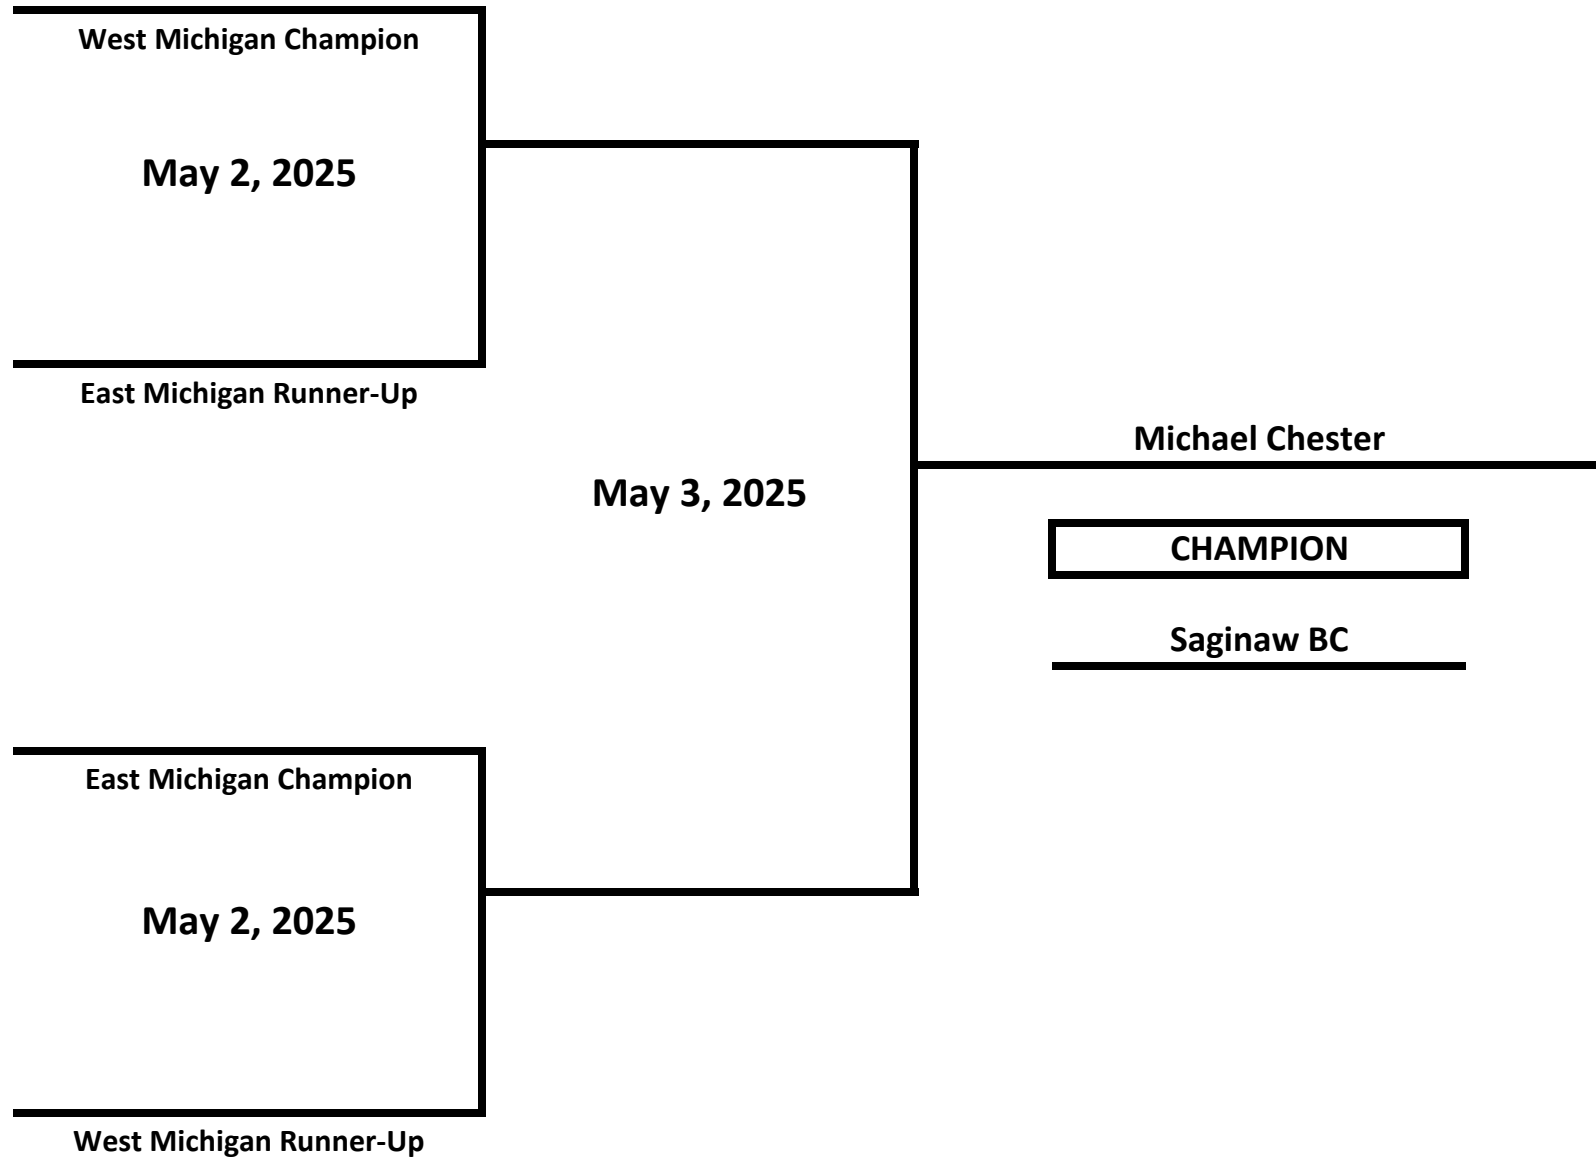 West Michigan Champion
May 2, 2025
East Michigan Runner-Up
Michael Chester
May 3, 2025
CHAMPION
Saginaw BC
East Michigan Champion
May 2, 2025
West Michigan Runner-Up